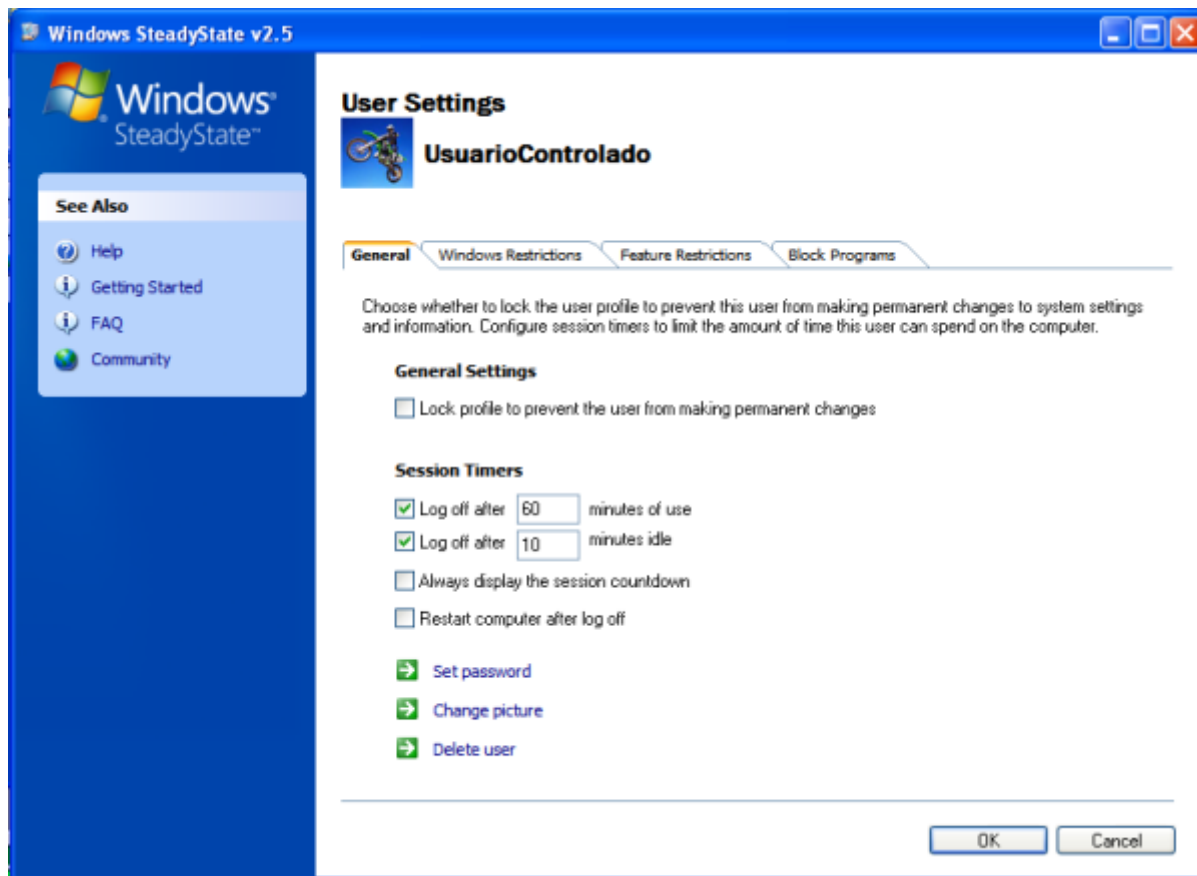 Windows SteadyState v2.5
Windows®
SteadyState™
See Also
Help
Getting Started
FAQ
Community
User Settings
UsuarioControlado
General Windows Restrictions Feature Restrictions Block Programs
Choose whether to lock the user profile to prevent this user from making permanent changes to system settings
and information. Configure session timers to limit the amount of time this user can spend on the computer.
General Settings
Lock profile to prevent the user from making permanent changes
Session Timers
Log off after 60 minutes of use
Log off after 10 minutes idle
Always display the session countdown
Restart computer after log off
Set password
Change picture
Delete user
OK Cancel